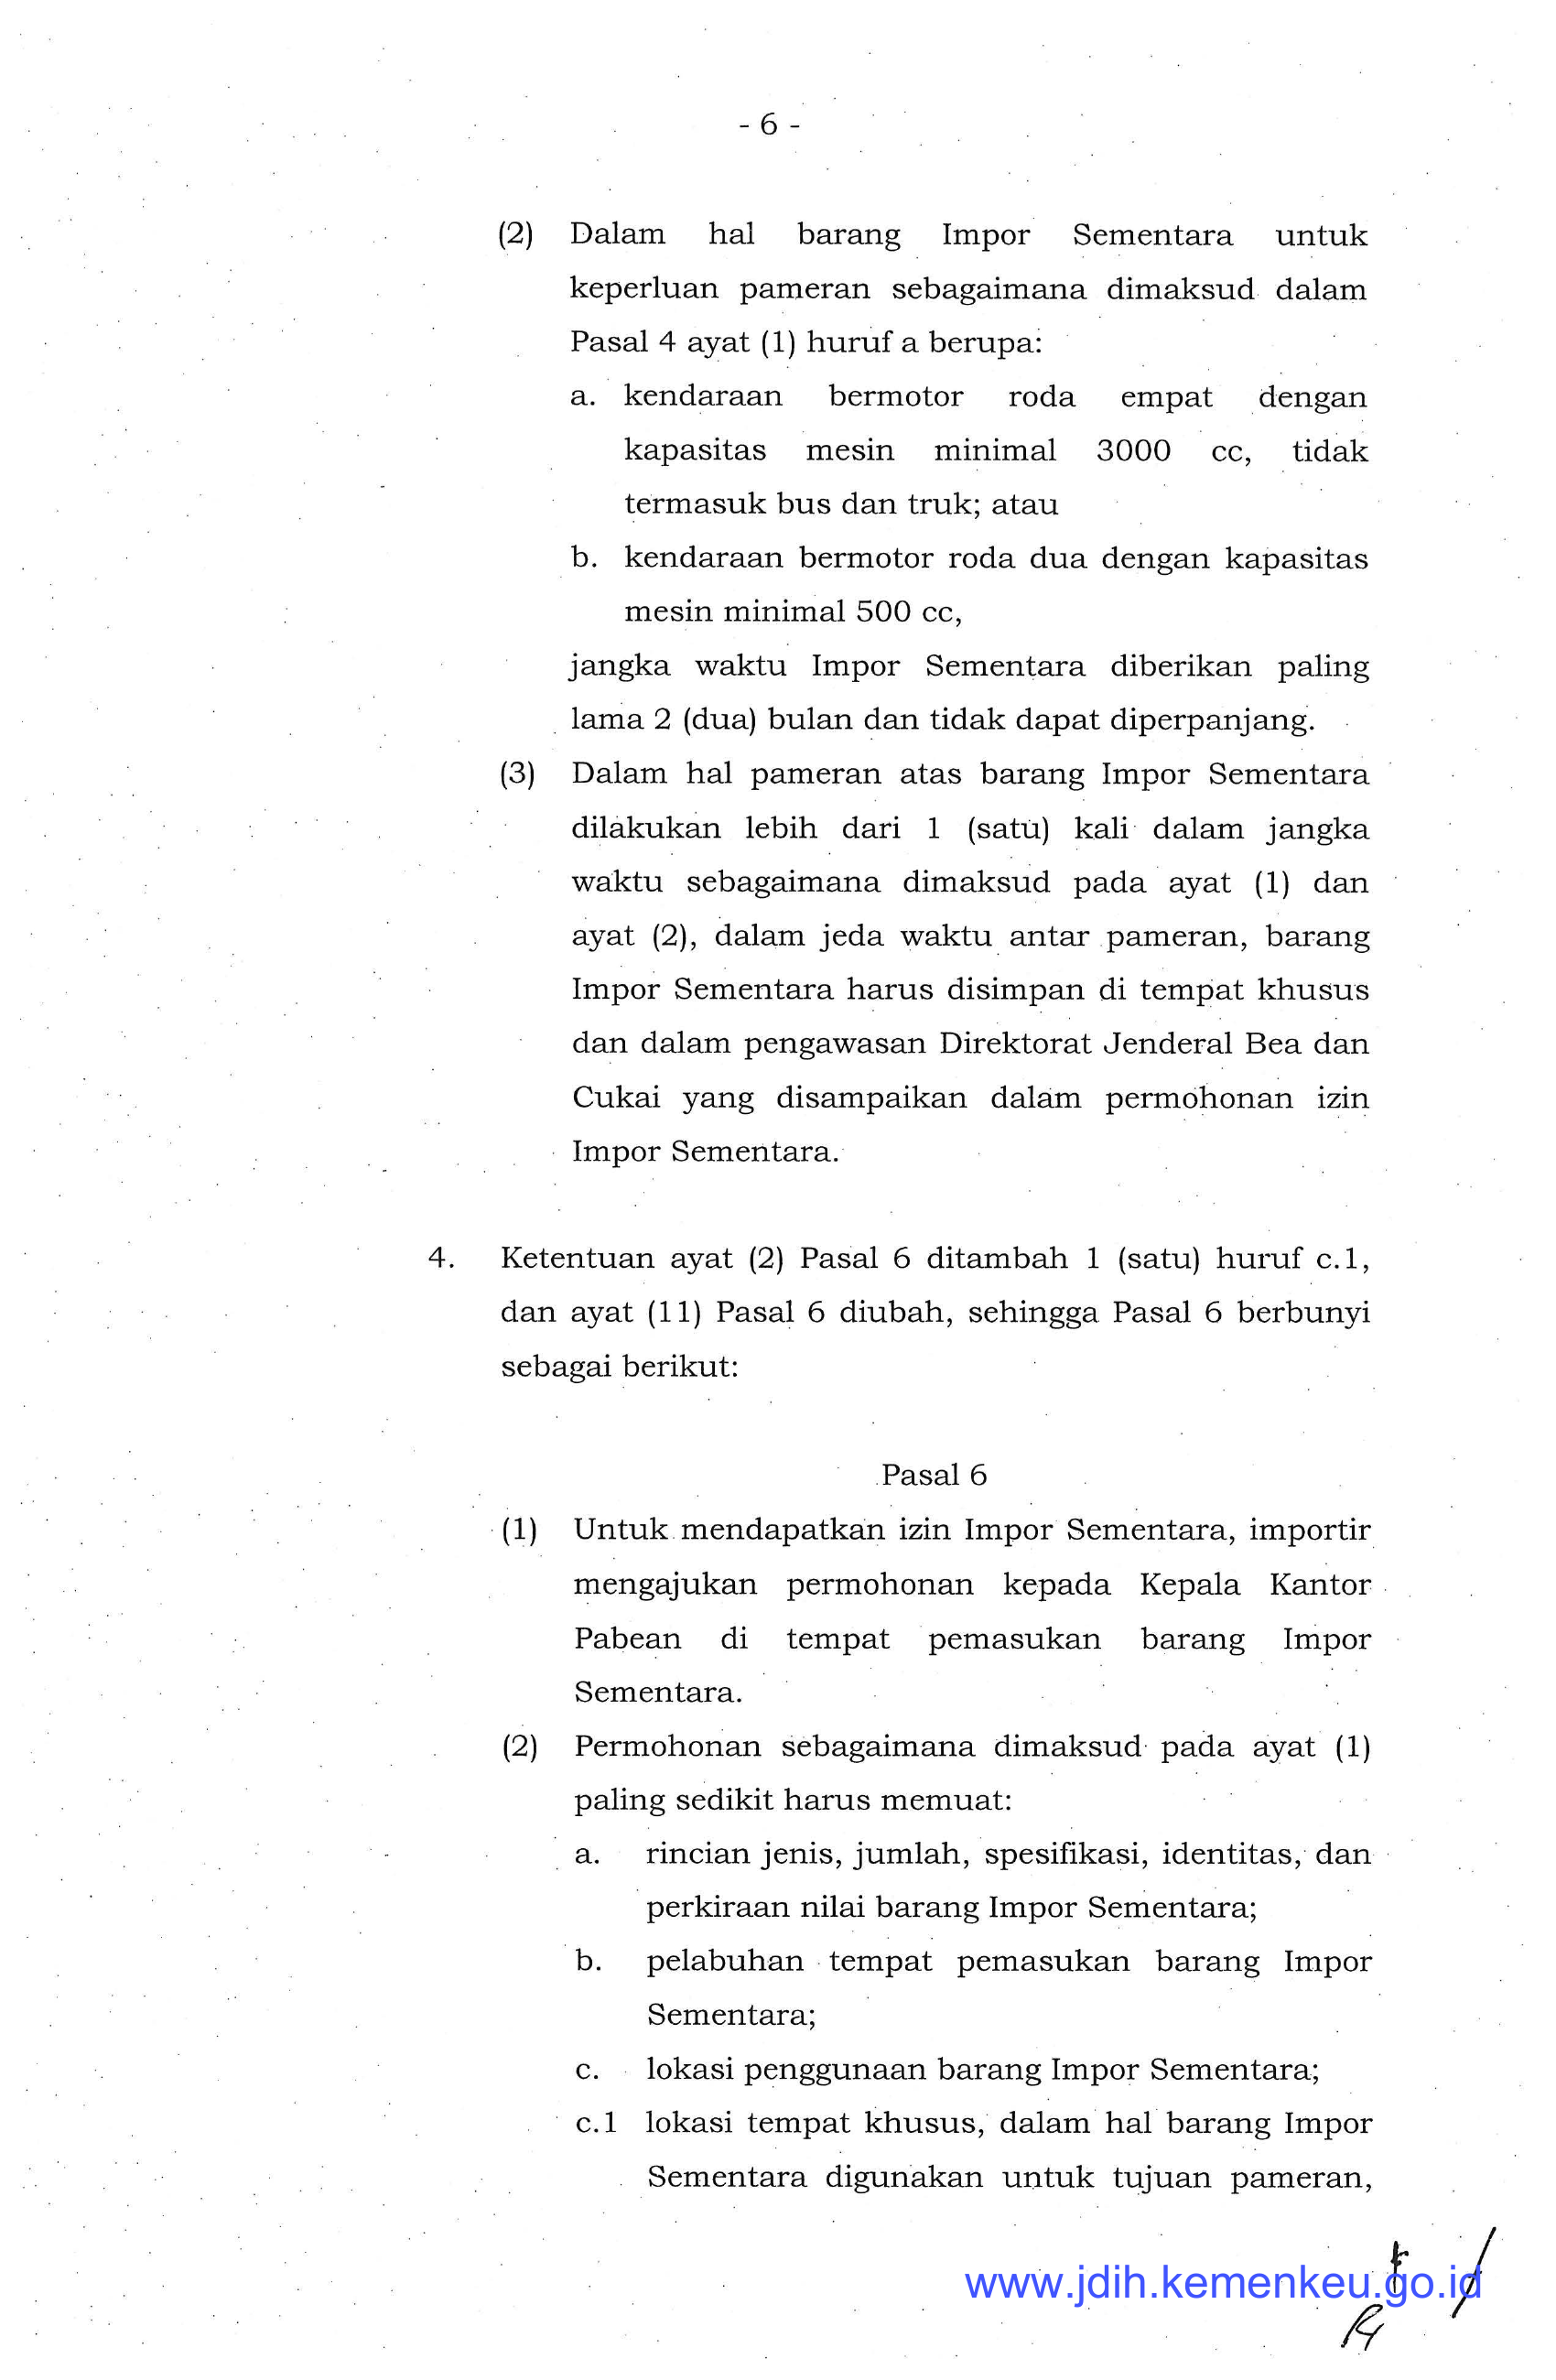 - 6 -
(2) Dalam hal barang Impor Sementara untuk
keperluan pameran sebagaimana dimaksud dalam
Pasal 4 ayat (1) huruf a berupa:
a. kendaraan bermotor roda empat dengan
kapasitas mesin minimal 3000 cc, tidak
termasuk bus dan truk; atau
b. kendaraan bermotor roda dua dengan kapasitas
mesin minimal 500 cc,
jangka waktu Impor Sementara diberikan paling
lama 2 (dua) bulan dan tidak dapat diperpanjang.
(3) Dalam hal pameran atas barang Impor Sementara
dilakukan lebih dari 1 (satu) kali dalam jangka
waktu sebagaimana dimaksud pada ayat (1) dan
ayat (2), dalam jeda waktu antar pameran, barang
Impor Sementara harus disimpan di tempat khusus
dan dalam pengawasan Direktorat Jenderal Bea dan
Cukai yang disampaikan dalam permohonan izin
Impor Sementara.
4. Ketentuan ayat (2) Pasal 6 ditambah 1 (satu) huruf c.1,
dan ayat (11) Pasal 6 diubah, sehingga Pasal 6 berbunyi
sebagai berikut:
Pasal 6
(1) Untuk mendapatkan izin Impor Sementara, importir
mengajukan permohonan kepada Kepala Kantor
Pabean di tempat pemasukan barang Impor
Sementara.
(2) Permohonan sebagaimana dimaksud pada ayat (1)
paling sedikit harus memuat:
a. rincian jenis, jumlah, spesifikasi, identitas, dan
perkiraan nilai barang Impor Sementara;
b. pelabuhan tempat pemasukan barang Impor
Sementara;
c. lokasi penggunaan barang Impor Sementara;
c.1 lokasi tempat khusus, dalam hal barang Impor
Sementara digunakan untuk tujuan pameran,
www.jdih.kemenkeu.go.id